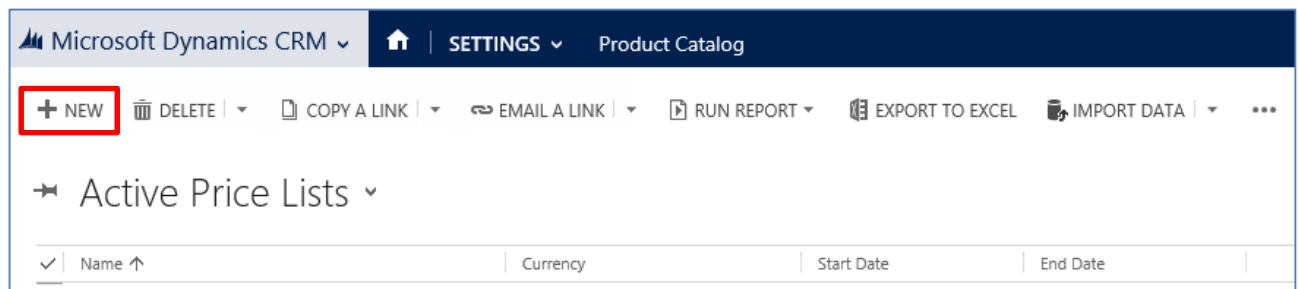 Microsoft Dynamics CRM SETTINGS Product Catalog
NEW DELETE COPY A LINK EMAIL A LINK RUN REPORT EXPORT TO EXCEL IMPORT DATA ...
Active Price Lists
Name Currency Start Date End Date